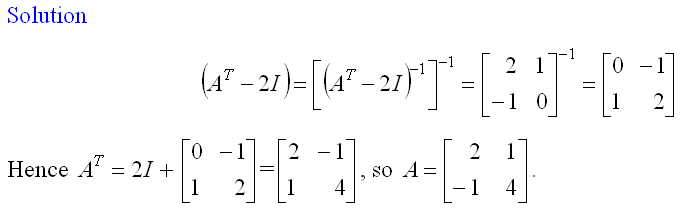 Solution
(A^T − 2I) = [(A^T − 2I)^−1]^−1 = [2 1; −1 0]^−1 = [0 −1; 1 2]
Hence A^T = 2I + [0 −1; 1 2] = [2 −1; 1 4], so A = [2 1; −1 4].